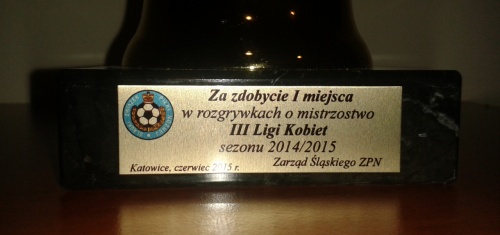 Za zdobycie I miejsca
w rozgrywkach o mistrzostwo
III Ligi Kobiet
sezonu 2014/2015
Katowice, czerwiec 2015 r. Zarząd Śląskiego ZPN